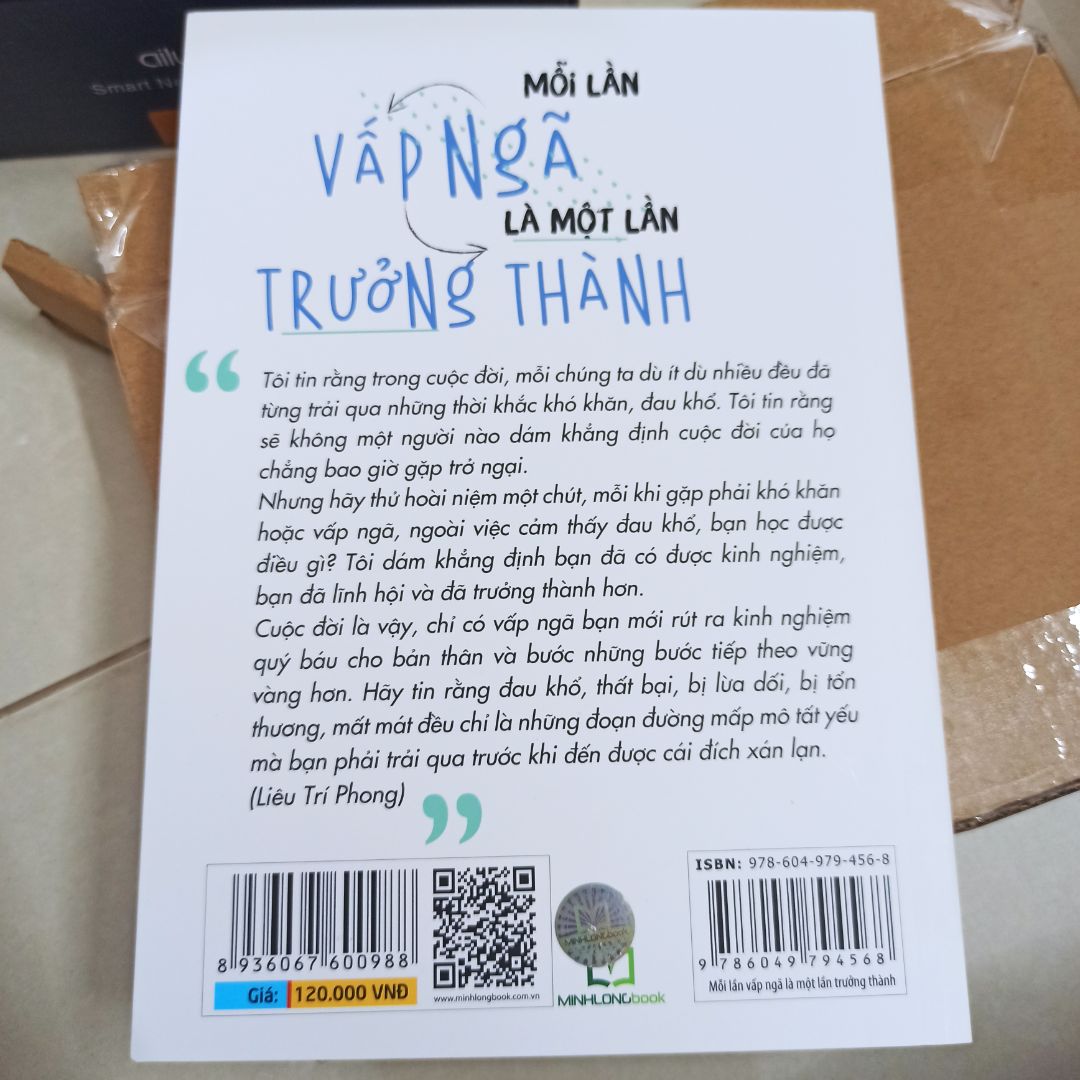 ailu
Smart N
MỖi LẦN
VẤP NgÃ
LÀ MỘT LẦN
TRƯỞNg THÀNH
“
Tôi tin rằng trong cuộc đời, mỗi chúng ta dù ít dù nhiều đều đã
từng trải qua những thời khắc khó khăn, đau khổ. Tôi tin rằng
sẽ không một người nào dám khẳng định cuộc đời của họ
chẳng bao giờ gặp trở ngại.
Nhưng hãy thử hoài niệm một chút, mỗi khi gặp phải khó khăn
hoặc vấp ngã, ngoài việc cảm thấy đau khổ, bạn học được
điều gì? Tôi dám khẳng định bạn đã có được kinh nghiệm,
bạn đã lĩnh hội và đã trưởng thành hơn.
Cuộc đời là vậy, chỉ có vấp ngã bạn mới rút ra kinh nghiệm
quý báu cho bản thân và bước những bước tiếp theo vững
vàng hơn. Hãy tin rằng đau khổ, thất bại, bị lừa dối, bị tổn
thương, mất mát đều chỉ là những đoạn đường mấp mô tất yếu
mà bạn phải trải qua trước khi đến được cái đích xán lạn.
(Liêu Trí Phong)
”
8 936067 600988
Giá: 120.000 VNĐ
www.minhlongbook.com.vn
MINHLONGbook
MINHLONGbook
ISBN: 978-604-979-456-8
9 786049 794568
Mỗi lần vấp ngã là một lần trưởng thành